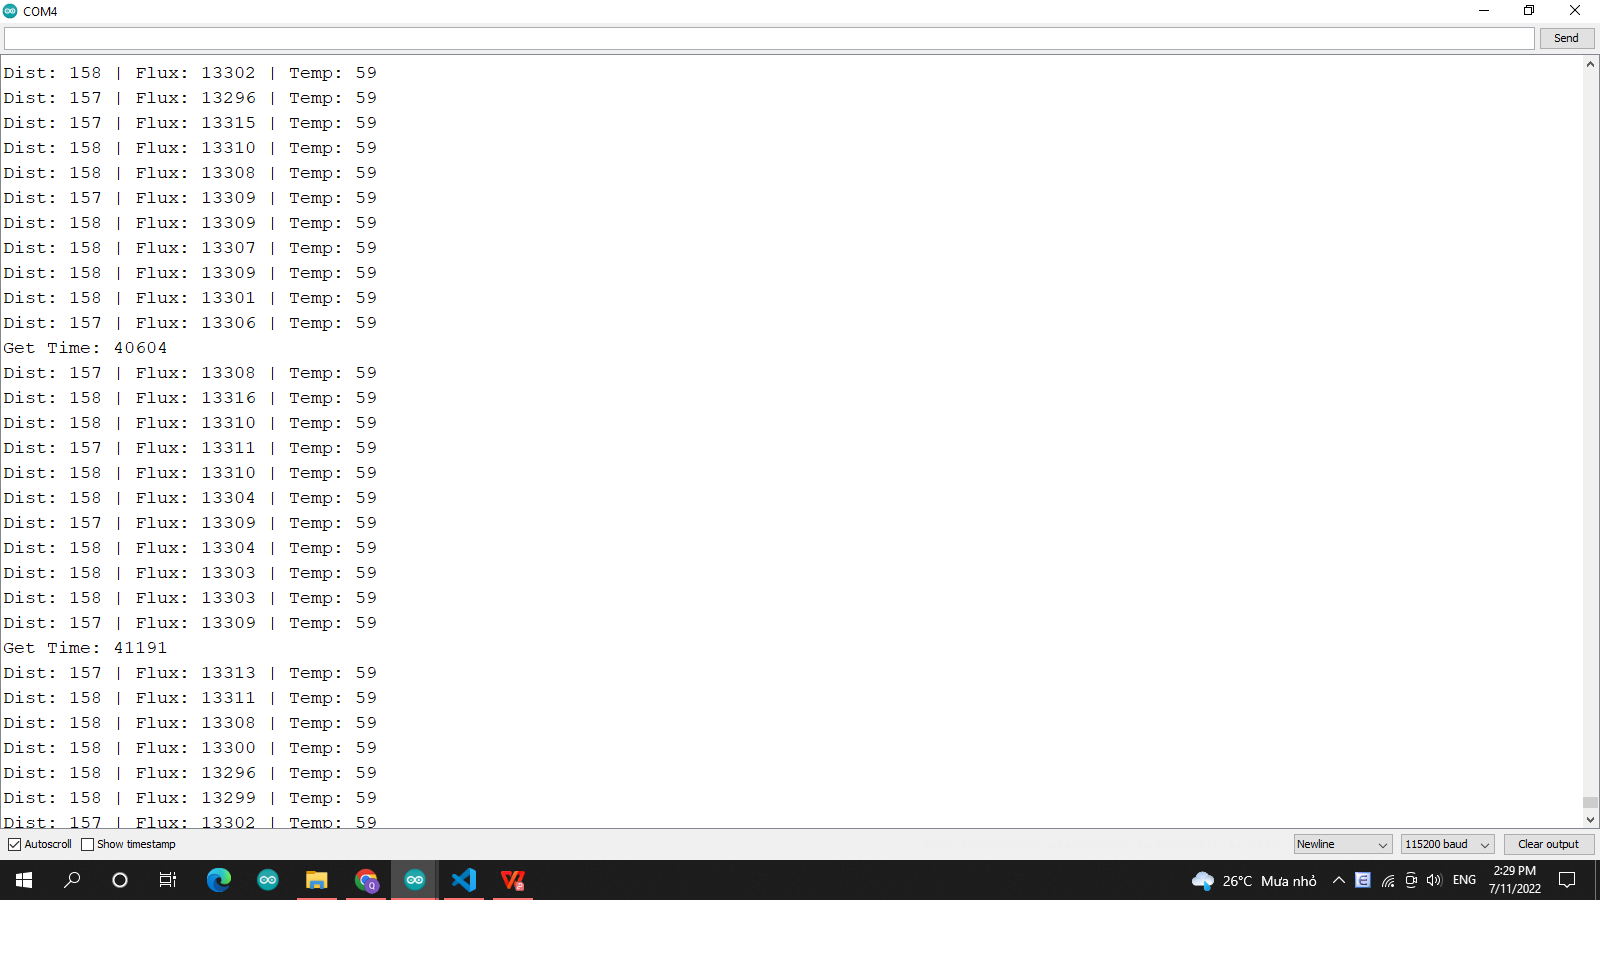 COM4
Send
Dist: 158 | Flux: 13302 | Temp: 59
Dist: 157 | Flux: 13296 | Temp: 59
Dist: 157 | Flux: 13315 | Temp: 59
Dist: 158 | Flux: 13310 | Temp: 59
Dist: 158 | Flux: 13308 | Temp: 59
Dist: 157 | Flux: 13309 | Temp: 59
Dist: 158 | Flux: 13309 | Temp: 59
Dist: 158 | Flux: 13307 | Temp: 59
Dist: 158 | Flux: 13309 | Temp: 59
Dist: 158 | Flux: 13301 | Temp: 59
Dist: 157 | Flux: 13306 | Temp: 59
Get Time: 40604
Dist: 157 | Flux: 13308 | Temp: 59
Dist: 158 | Flux: 13316 | Temp: 59
Dist: 158 | Flux: 13310 | Temp: 59
Dist: 157 | Flux: 13311 | Temp: 59
Dist: 158 | Flux: 13310 | Temp: 59
Dist: 158 | Flux: 13304 | Temp: 59
Dist: 157 | Flux: 13309 | Temp: 59
Dist: 158 | Flux: 13304 | Temp: 59
Dist: 158 | Flux: 13303 | Temp: 59
Dist: 158 | Flux: 13303 | Temp: 59
Dist: 157 | Flux: 13309 | Temp: 59
Get Time: 41191
Dist: 157 | Flux: 13313 | Temp: 59
Dist: 158 | Flux: 13311 | Temp: 59
Dist: 158 | Flux: 13308 | Temp: 59
Dist: 158 | Flux: 13300 | Temp: 59
Dist: 158 | Flux: 13296 | Temp: 59
Dist: 158 | Flux: 13299 | Temp: 59
Dist: 157 | Flux: 13302 | Temp: 59
Autoscroll Show timestamp Newline 115200 baud Clear output
26°C Mưa nhỏ ENG 2:29 PM
7/11/2022